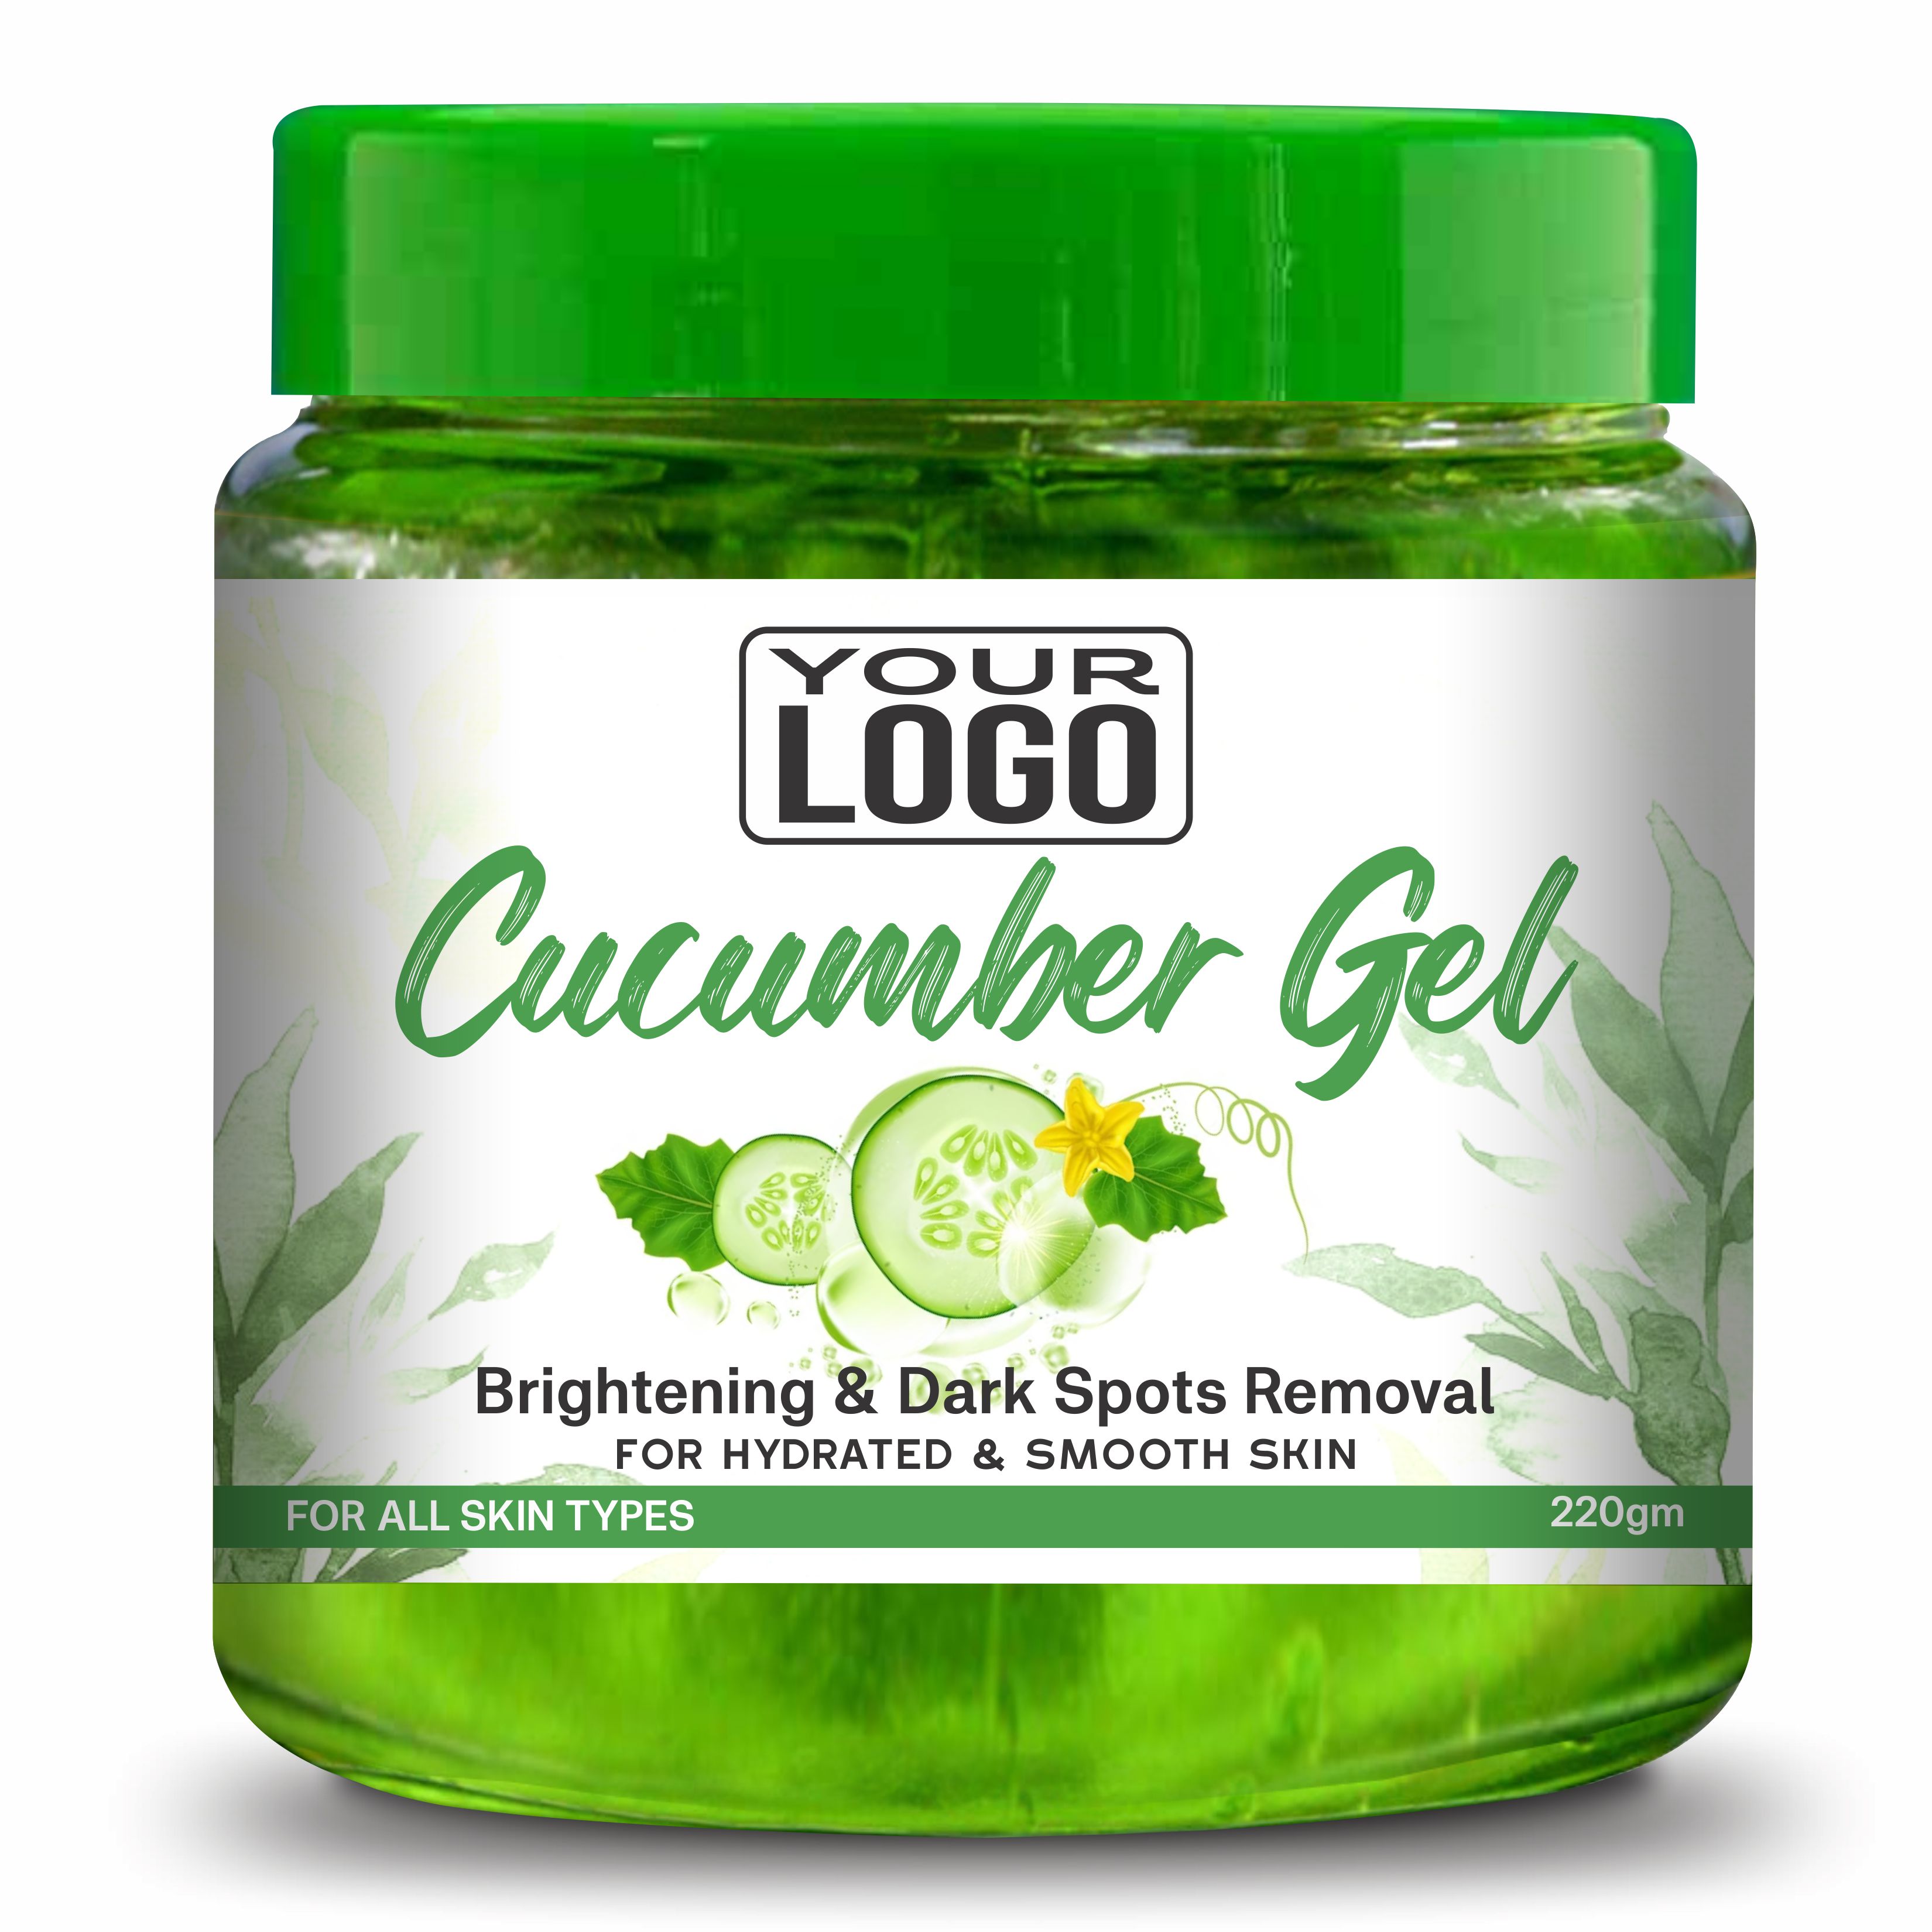 YOUR
LOGO
Cucumber Gel
Brightening & Dark Spots Removal
FOR HYDRATED & SMOOTH SKIN
FOR ALL SKIN TYPES
220gm